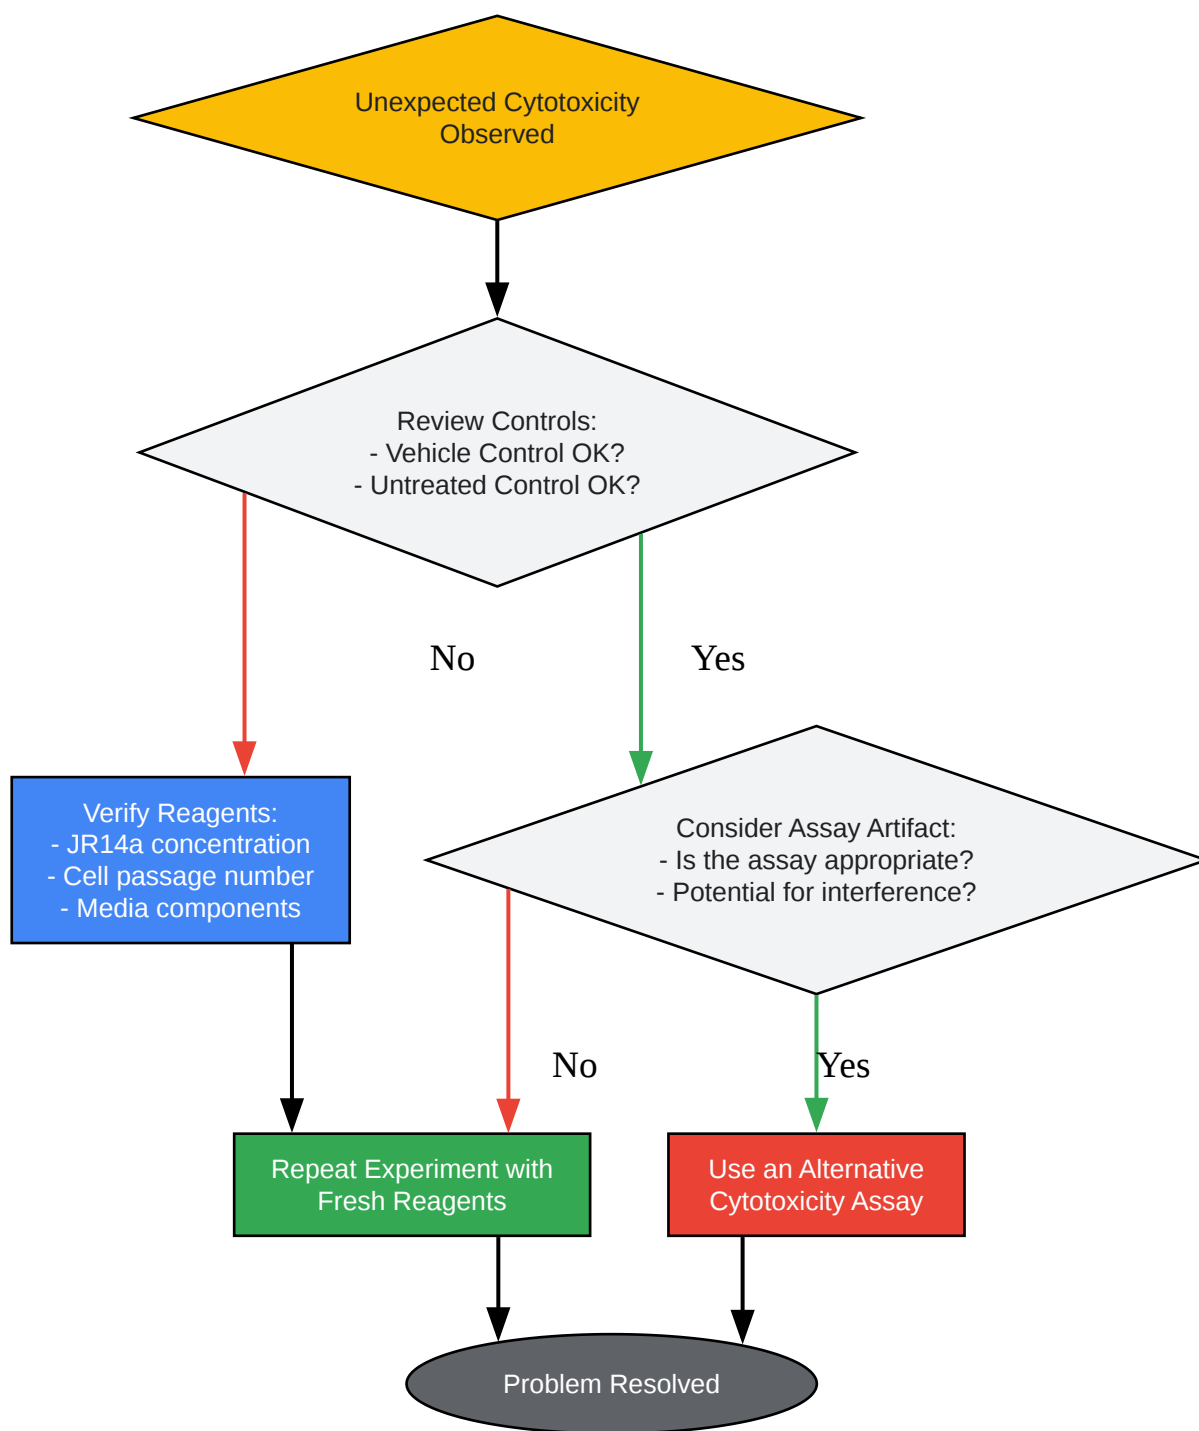 Unexpected Cytotoxicity
Observed
Review Controls:
- Vehicle Control OK?
- Untreated Control OK?
No
Yes
Verify Reagents:
- JR14a concentration
- Cell passage number
- Media components
Consider Assay Artifact:
- Is the assay appropriate?
- Potential for interference?
No
Yes
Repeat Experiment with
Fresh Reagents
Use an Alternative
Cytotoxicity Assay
Problem Resolved